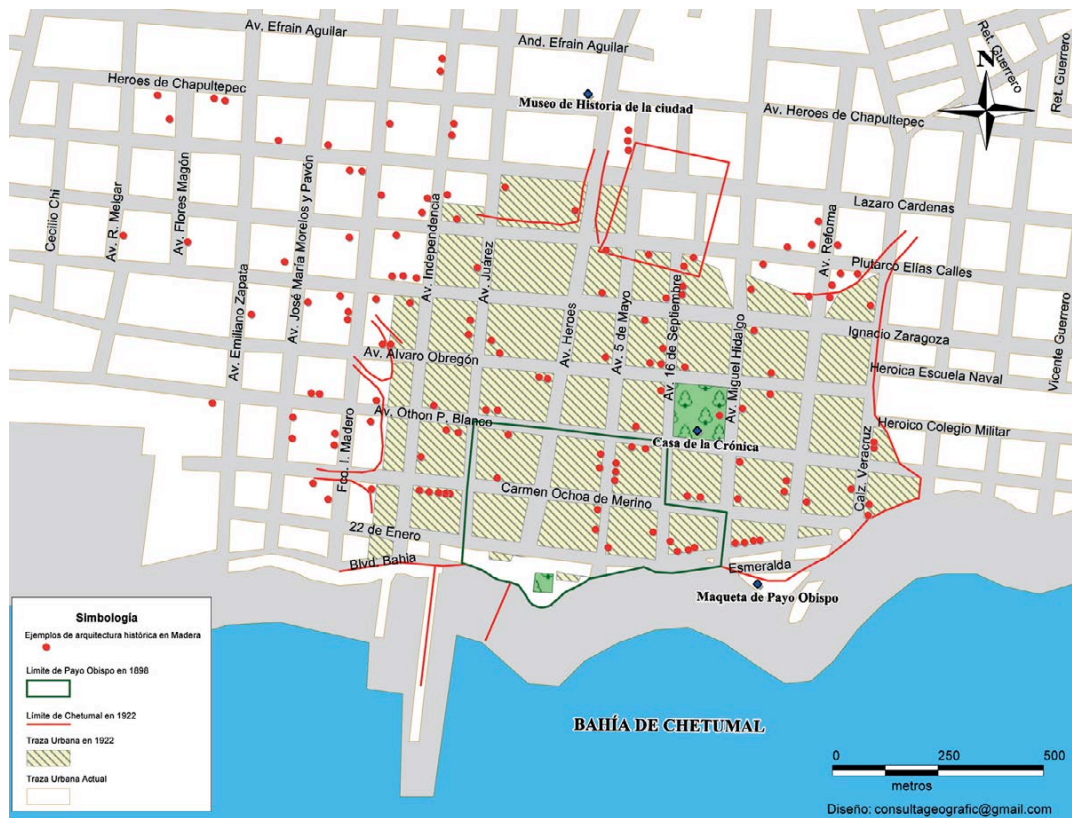 Av. Efrain Aguilar
And. Efrain Aguilar
Ret. Guerrero
Ret. Guerrero
N
Heroes de Chapultepec
Museo de Historia de la ciudad
Av. Heroes de Chapultepec
Cecilio Chi
Av. R. Melgar
Av. Flores Magón
Av. José María Morelos y Pavón
Av. Independencia
Av. Juarez
Lazaro Cardenas
Av. Reforma
Plutarco Elías Calles
Av. Emiliano Zapata
Av. Heroes
Av. 5 de Mayo
Av. 16 de Septiembre
Av. Miguel Hidalgo
Ignacio Zaragoza
Vicente Guerrero
Av. Alvaro Obregón
Heroica Escuela Naval
Av. Othon P. Blanco
Heroico Colegio Militar
Fco. I. Madero
Casa de la Crónica
Calz. Veracruz
Carmen Ochoa de Merino
22 de Enero
Blvd. Bahia
Esmeralda
Maqueta de Payo Obispo
Simbología
Ejemplos de arquitectura histórica en Madera
Límite de Payo Obispo en 1898
Límite de Chetumal en 1922
Traza Urbana en 1922
Traza Urbana Actual
BAHÍA DE CHETUMAL
0 250 500
metros
Diseño: consultageografic@gmail.com